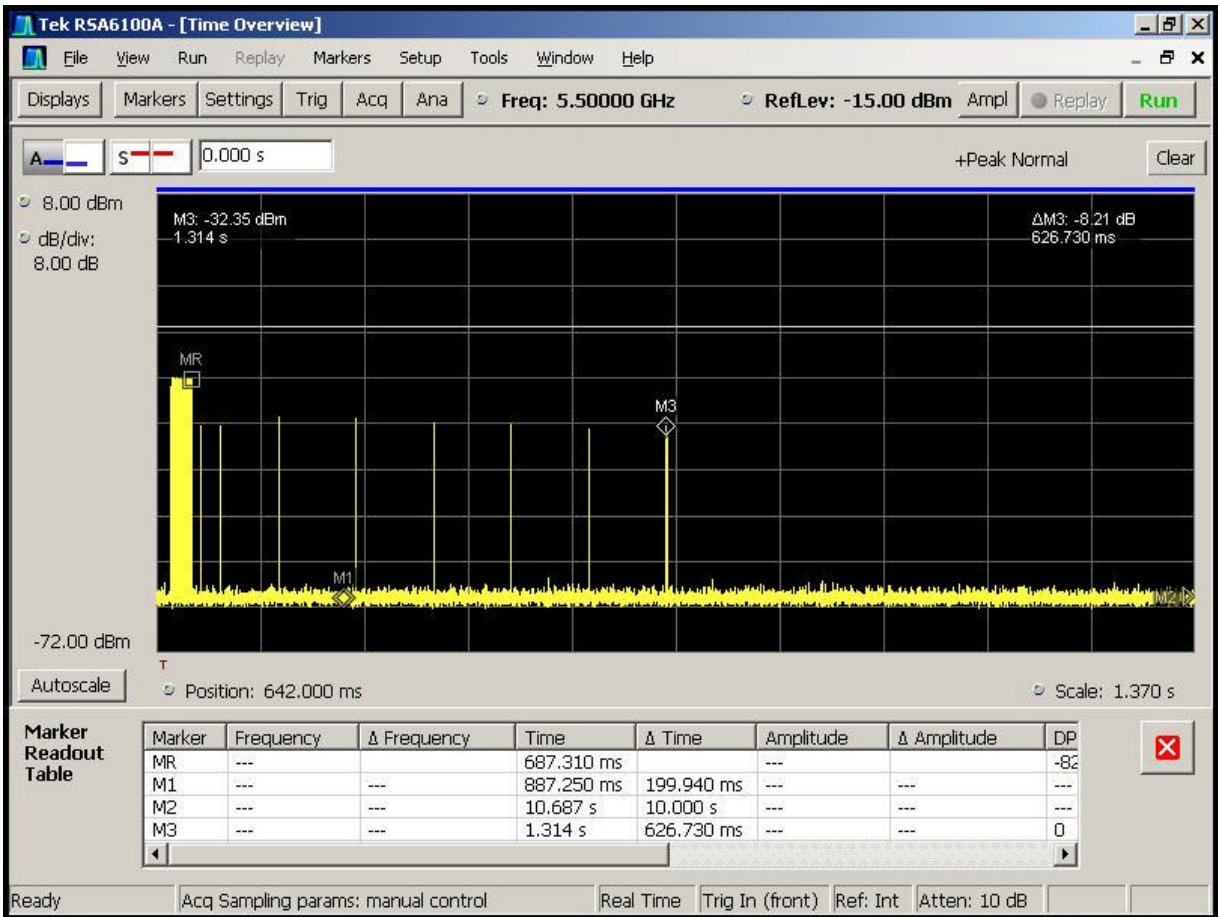 Tek RSA6100A - [Time Overview]
File View Run Replay Markers Setup Tools Window Help
Displays Markers Settings Trig Acq Ana Freq: 5.50000 GHz RefLev: -15.00 dBm Ampl Replay Run
A S 0.000 s +Peak Normal Clear
8.00 dBm
dB/div:
8.00 dB
M3: -32.35 dBm
1.314 s
ΔM3: -8.21 dB
626.730 ms
MR
M3
M1
M2
-72.00 dBm
T
Autoscale Position: 642.000 ms Scale: 1.370 s
Marker Readout Table
Marker Frequency Δ Frequency Time Δ Time Amplitude Δ Amplitude DP
MR --- 687.310 ms --- -82
M1 --- --- 887.250 ms 199.940 ms --- --- ---
M2 --- --- 10.687 s 10.000 s --- --- ---
M3 --- --- 1.314 s 626.730 ms --- --- 0
Ready Acq Sampling params: manual control Real Time Trig In (front) Ref: Int Atten: 10 dB